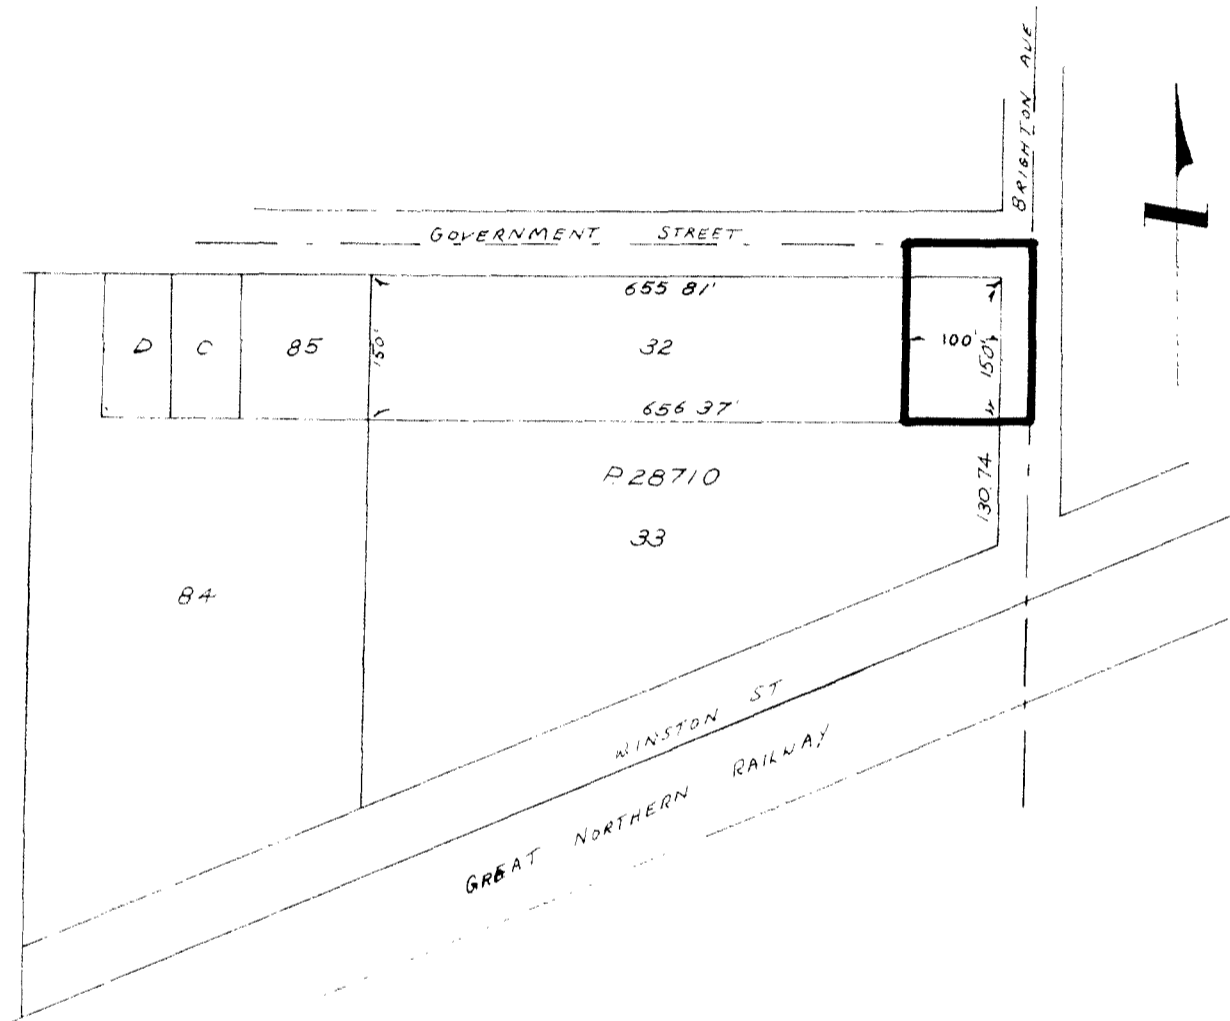 BRIGHTON AVE
GOVERNMENT STREET
655 81'
D
C
85
150'
32
100'
150'
656 37'
P.28710
130.74
33
84
WINSTON ST
GREAT NORTHERN RAILWAY